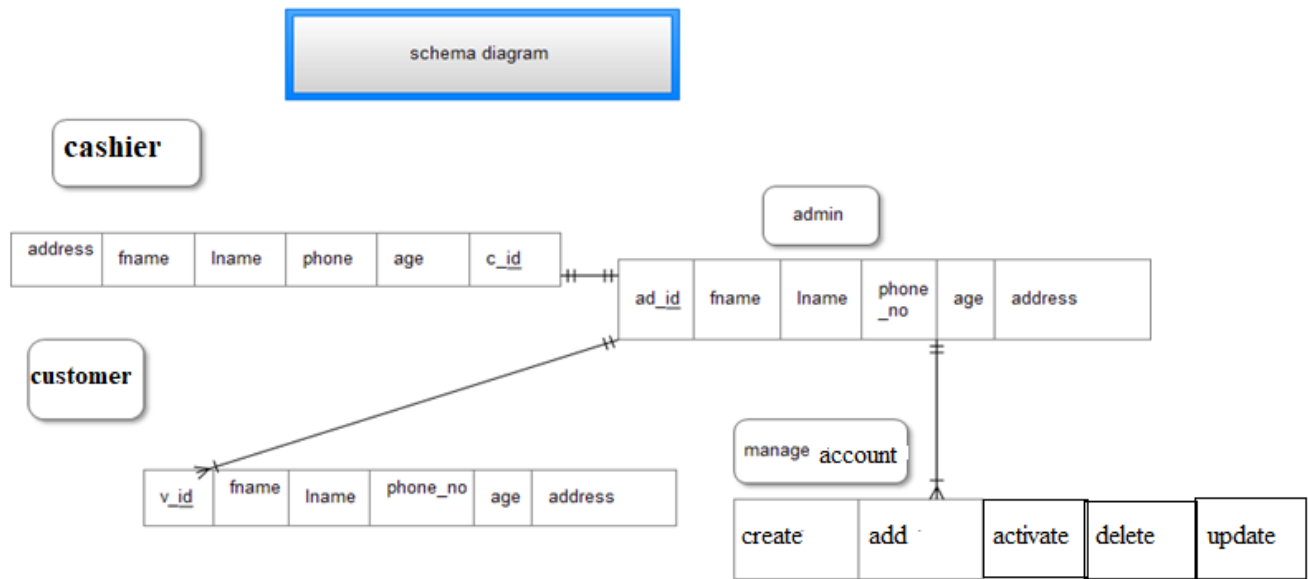 schema diagram
cashier
admin
address fname lname phone age c_id
ad_id fname lname phone _no age address
customer
manage account
v_id fname lname phone_no age address
create add activate delete update